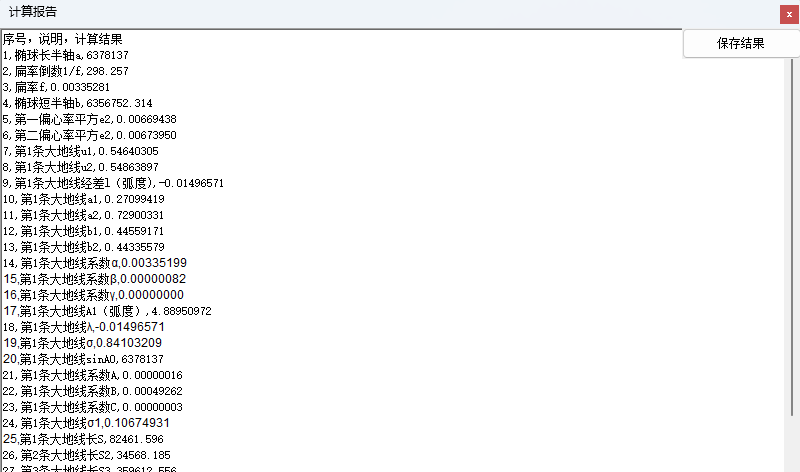 计算报告
x
保存结果
序号，说明，计算结果
1,椭球长半轴a,6378137
2,扁率倒数1/f,298.257
3,扁率f,0.00335281
4,椭球短半轴b,6356752.314
5,第一偏心率平方e2,0.00669438
6,第二偏心率平方e2,0.00673950
7,第1条大地线u1,0.54640305
8,第1条大地线u2,0.54863897
9,第1条大地线经差l（弧度),-0.01496571
10,第1条大地线a1,0.27099419
11,第1条大地线a2,0.72900331
12,第1条大地线b1,0.44559171
13,第1条大地线b2,0.44335579
14,第1条大地线系数α,0.00335199
15,第1条大地线系数β,0.00000082
16,第1条大地线系数γ,0.00000000
17,第1条大地线A1（弧度）,4.88950972
18,第1条大地线λ,-0.01496571
19,第1条大地线σ,0.84103209
20,第1条大地线sinA0,6378137
21,第1条大地线系数A,0.00000016
22,第1条大地线系数B,0.00049262
23,第1条大地线系数C,0.00000003
24,第1条大地线σ1,0.10674931
25,第1条大地线长S,82461.596
26,第2条大地线长S2,34568.185
27,第3条大地线长S3,359612.556